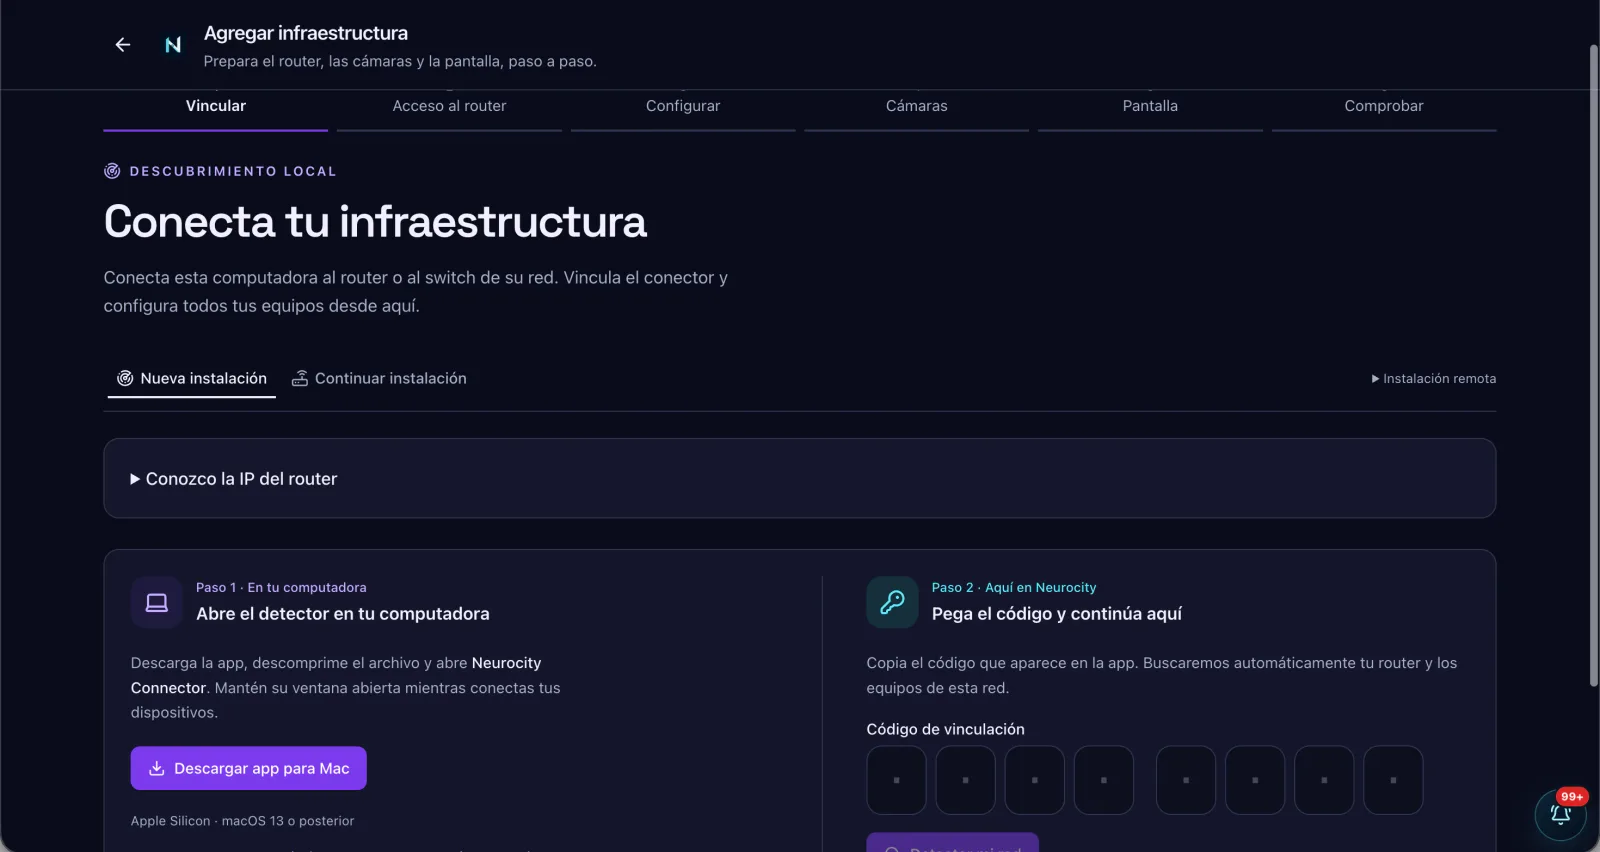 Agregar infraestructura
Prepara el router, las cámaras y la pantalla, paso a paso.
Vincular
Acceso al router
Configurar
Cámaras
Pantalla
Comprobar
DESCUBRIMIENTO LOCAL
Conecta tu infraestructura
Conecta esta computadora al router o al switch de su red. Vincula el conector y
configura todos tus equipos desde aquí.
Nueva instalación
Continuar instalación
Instalación remota
Conozco la IP del router
Paso 1 · En tu computadora
Abre el detector en tu computadora
Descarga la app, descomprime el archivo y abre Neurocity
Connector. Mantén su ventana abierta mientras conectas tus
dispositivos.
Descargar app para Mac
Apple Silicon · macOS 13 o posterior
Paso 2 · Aquí en Neurocity
Pega el código y continúa aquí
Copia el código que aparece en la app. Buscaremos automáticamente tu router y los
equipos de esta red.
Código de vinculación
99+